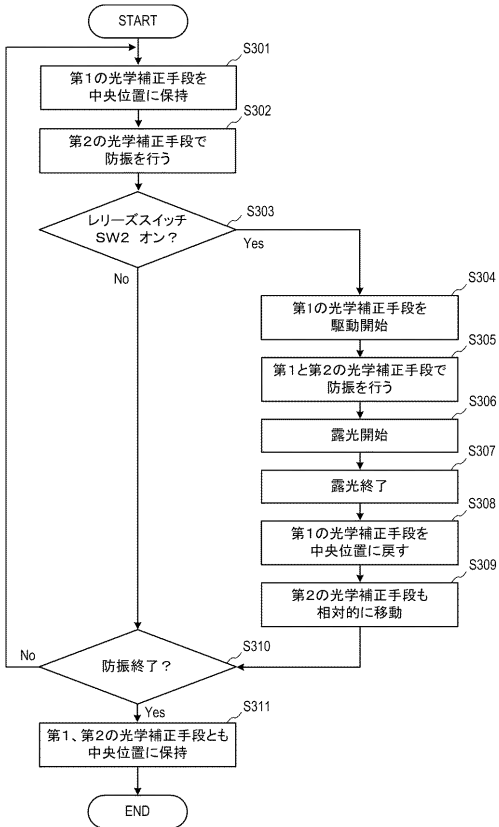 START
S301
第1の光学補正手段を
中央位置に保持
S302
第2の光学補正手段で
防振を行う
S303
レリーズスイッチ
SW2 オン?
Yes
No
S304
第1の光学補正手段を
駆動開始
S305
第1と第2の光学補正手段で
防振を行う
S306
露光開始
S307
露光終了
S308
第1の光学補正手段を
中央位置に戻す
S309
第2の光学補正手段も
相対的に移動
S310
防振終了?
No
Yes
S311
第1、第2の光学補正手段とも
中央位置に保持
END